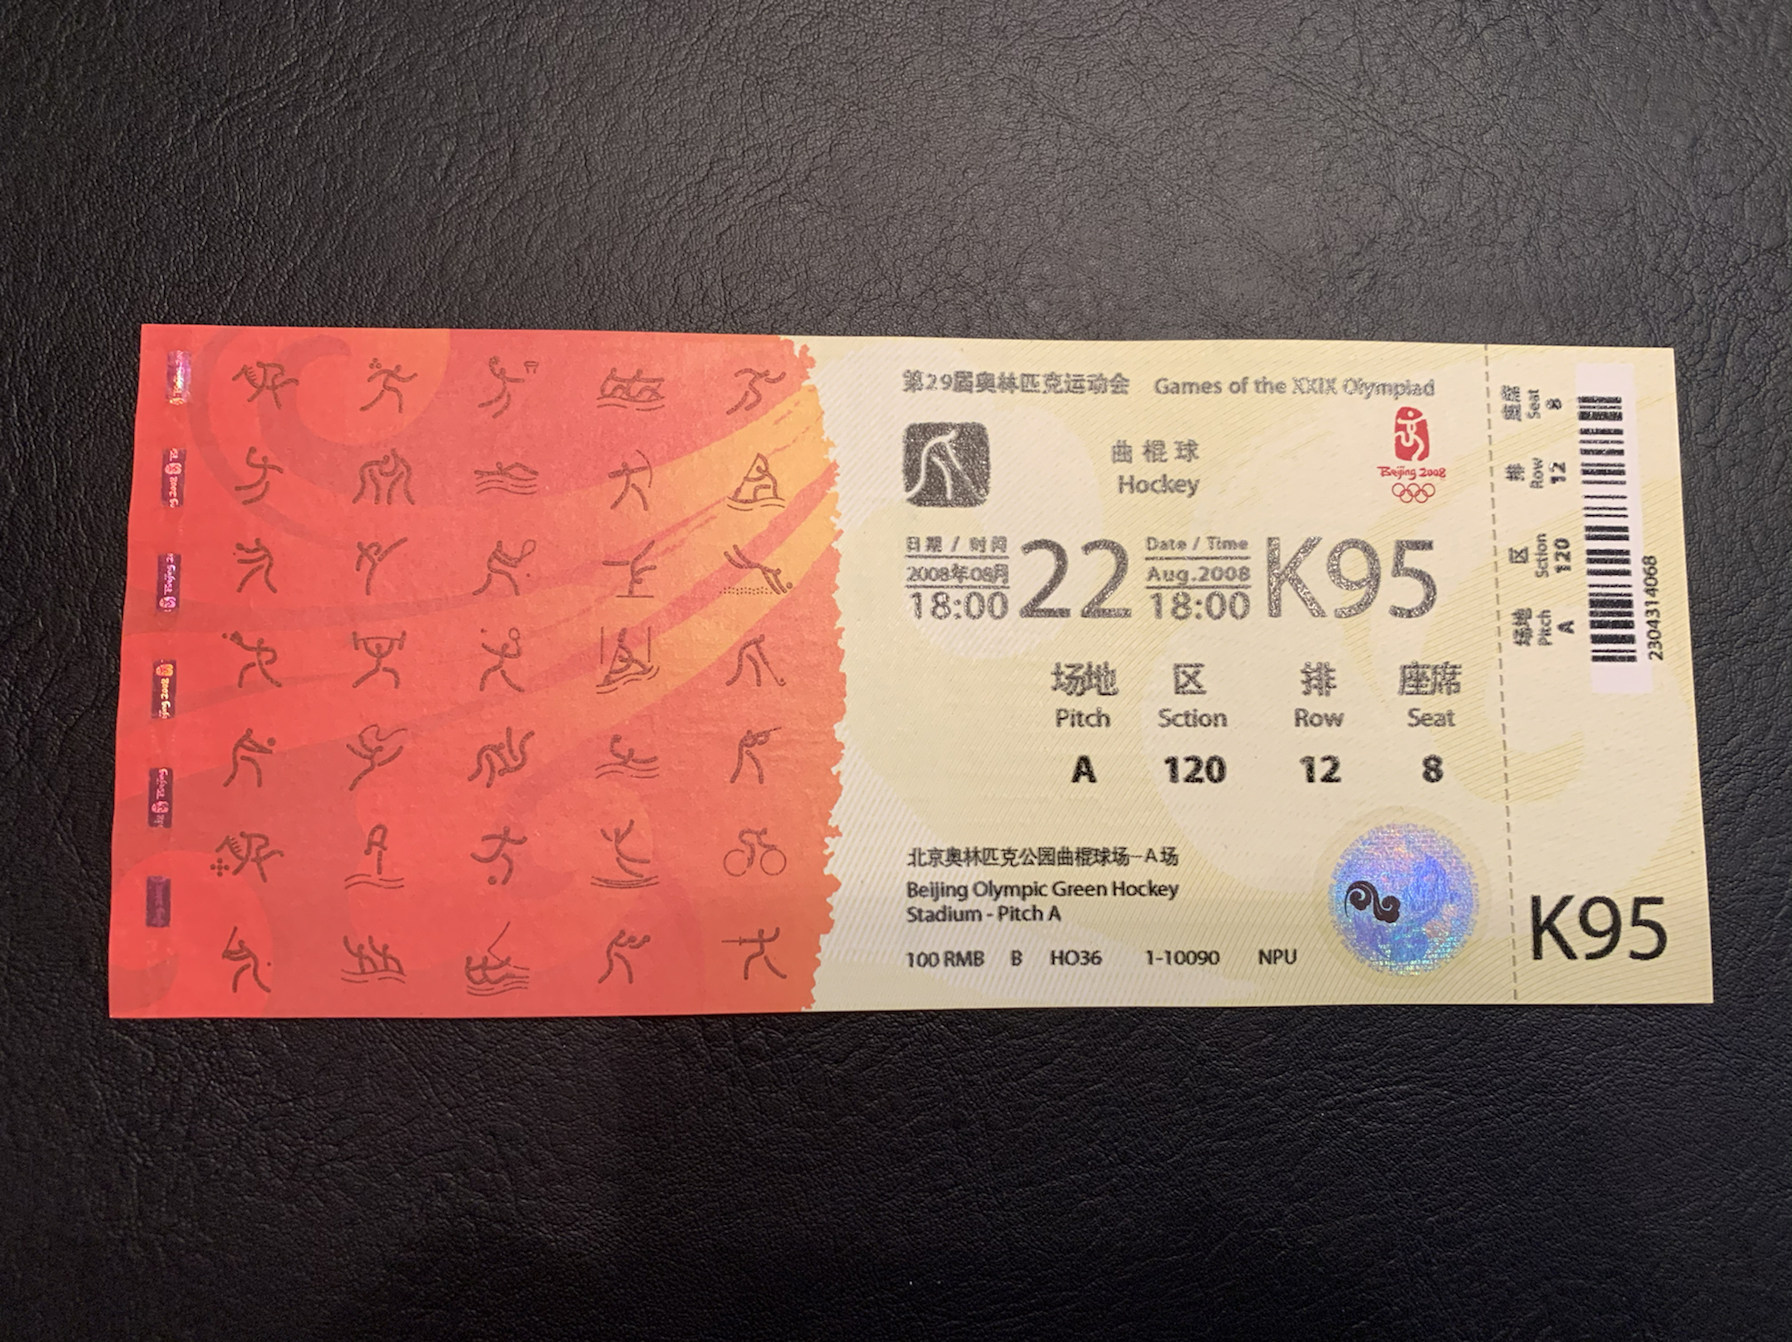 第29届奥林匹克运动会 Games of the XXIX Olympiad
曲棍球
Hockey
Beijing 2008
日期 / 时间
2008年08月
18:00
22
Date / Time
Aug.2008
18:00
K95
场地 区 排 座席
Pitch Sction Row Seat
A 120 12 8
北京奥林匹克公园曲棍球场—A场
Beijing Olympic Green Hockey
Stadium - Pitch A
100 RMB B HO36 1-10090 NPU
场地 区 排 座席
Pitch Sction Row Seat
A 120 12 8
2304314068
K95